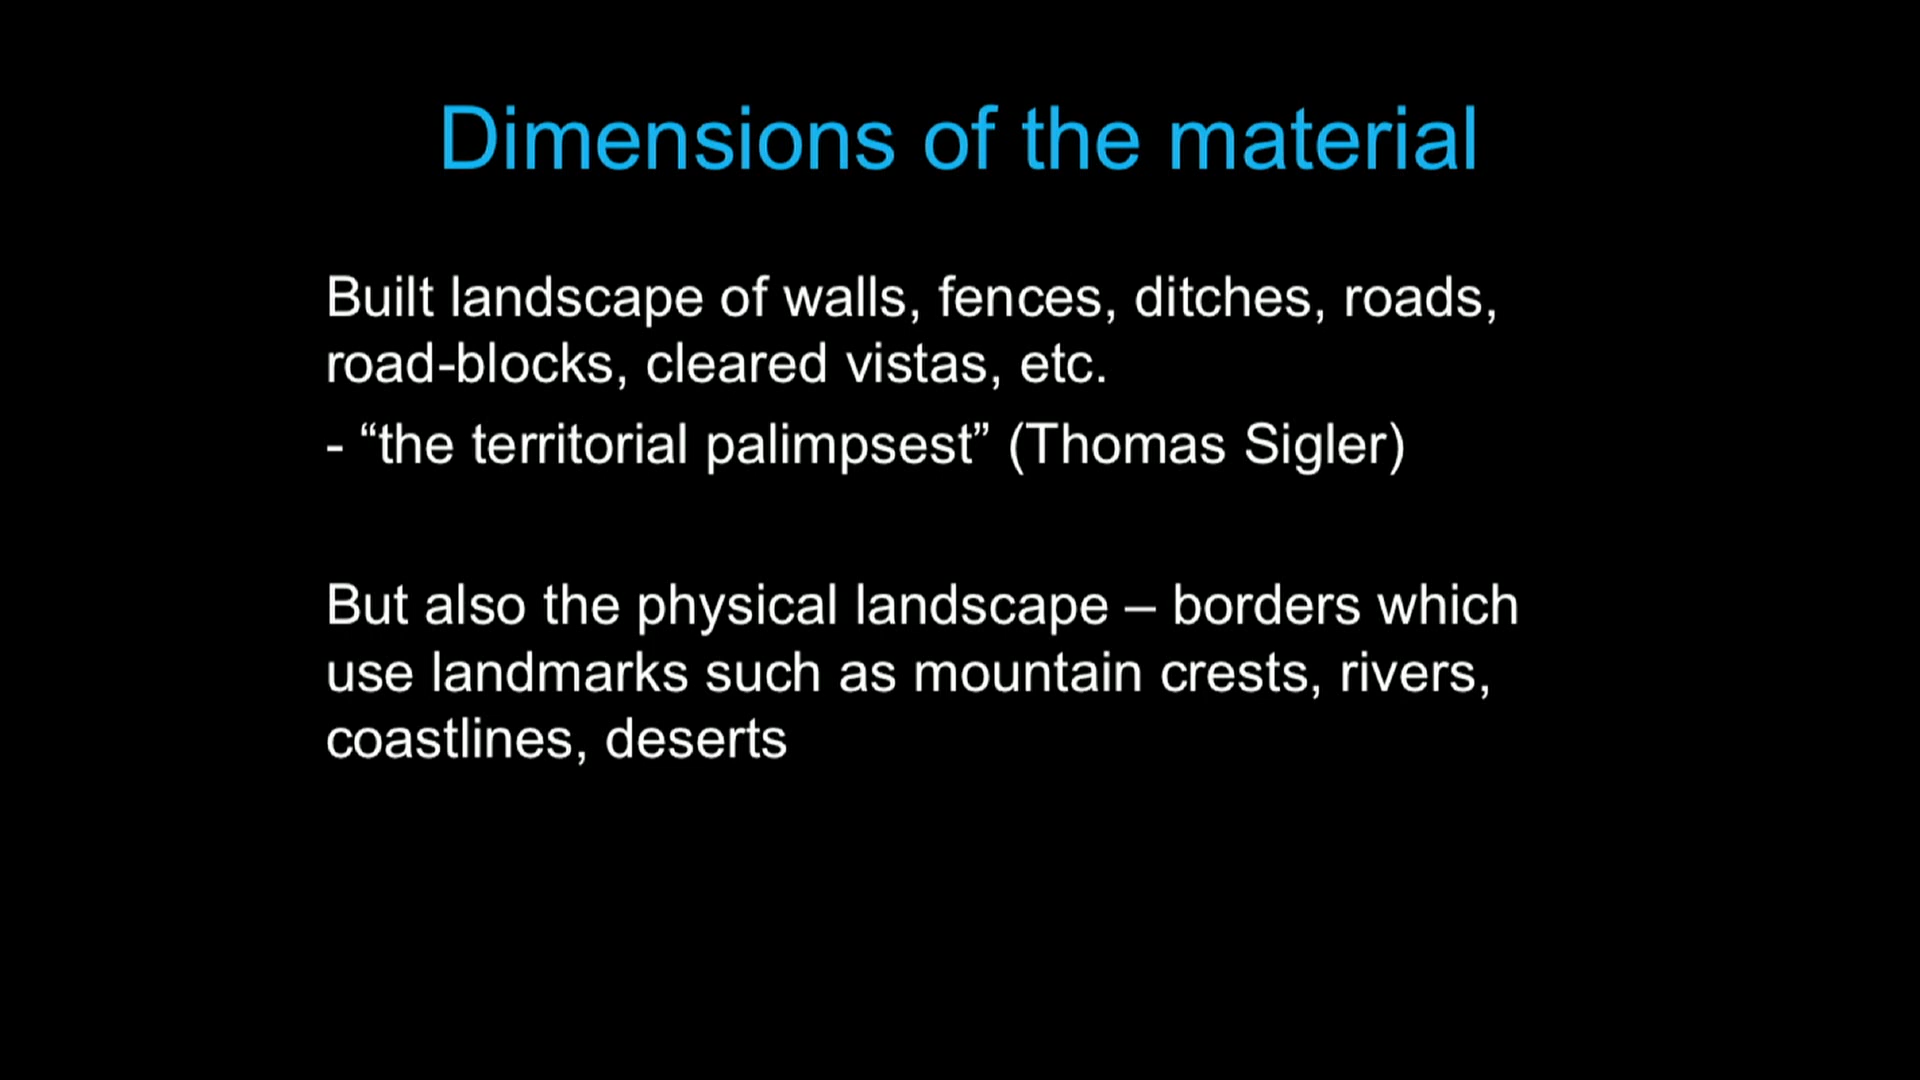 Dimensions of the material
Built landscape of walls, fences, ditches, roads,
road-blocks, cleared vistas, etc.
- “the territorial palimpsest” (Thomas Sigler)
But also the physical landscape – borders which
use landmarks such as mountain crests, rivers,
coastlines, deserts